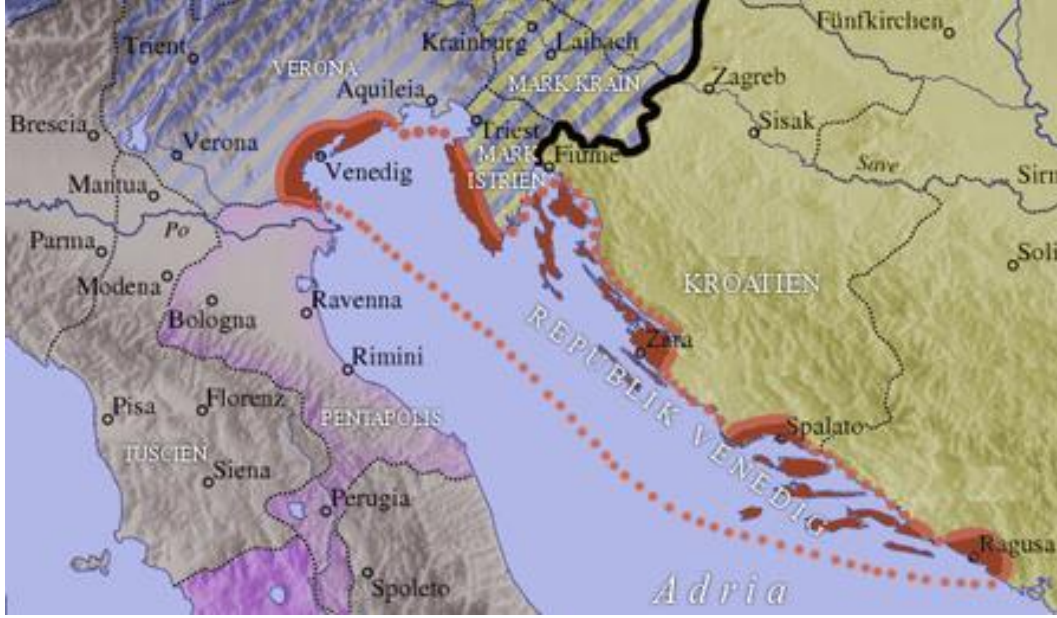 Fünfkirchen
Trient
Krainburg
Laibach
VERONA
MARK KRAIN
Zagreb
Aquileia
Brescia
Verona
Triest
Sisak
Venedig
MARK
ISTRIEN
Fiume
Save
Mantua
Po
Parma
Modena
KROATIEN
Ravenna
Bologna
Zara
Rimini
REPUBLIK VENEDIG
Pisa
Florenz
PENTAPOLIS
Spalato
TUSCIEN
Siena
Perugia
Ragusa
Spoleto
Adria